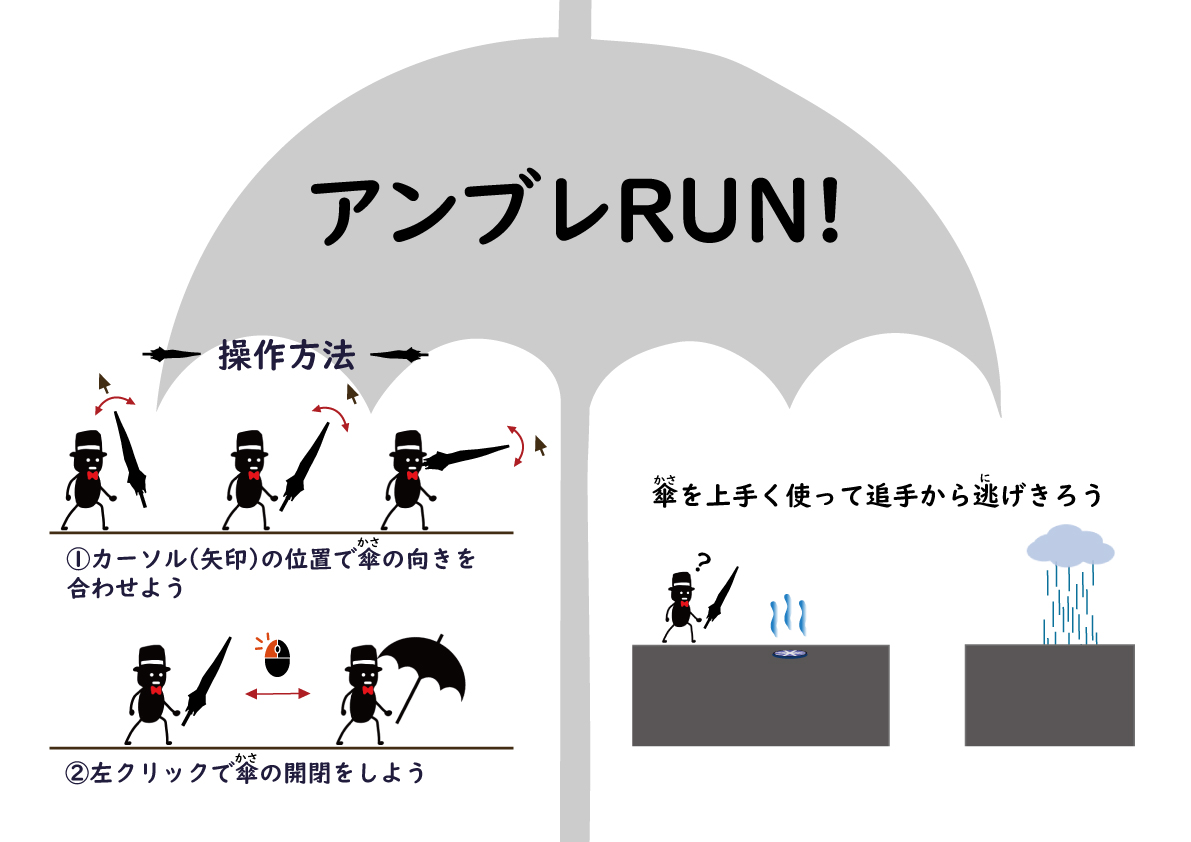 アンブレRUN!
操作方法
①カーソル(矢印)の位置で傘の向きを
かさ
合わせよう
②左クリックで傘の開閉をしよう
かさ
傘を上手く使って追手から逃げきろう
かさ
に
?